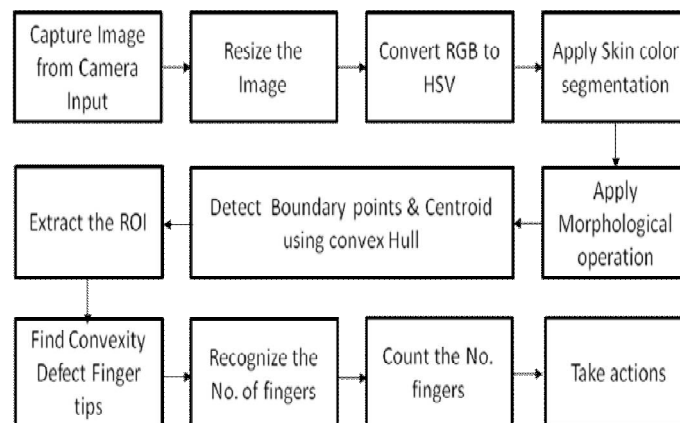 Capture Image
from Camera
Input
Resize the
Image
Convert RGB to
HSV
Apply Skin color
segmentation
Apply
Morphological
operation
Detect Boundary points & Centroid
using convex Hull
Extract the ROI
Find Convexity
Defect Finger
tips
Recognize the
No. of fingers
Count the No.
fingers
Take actions